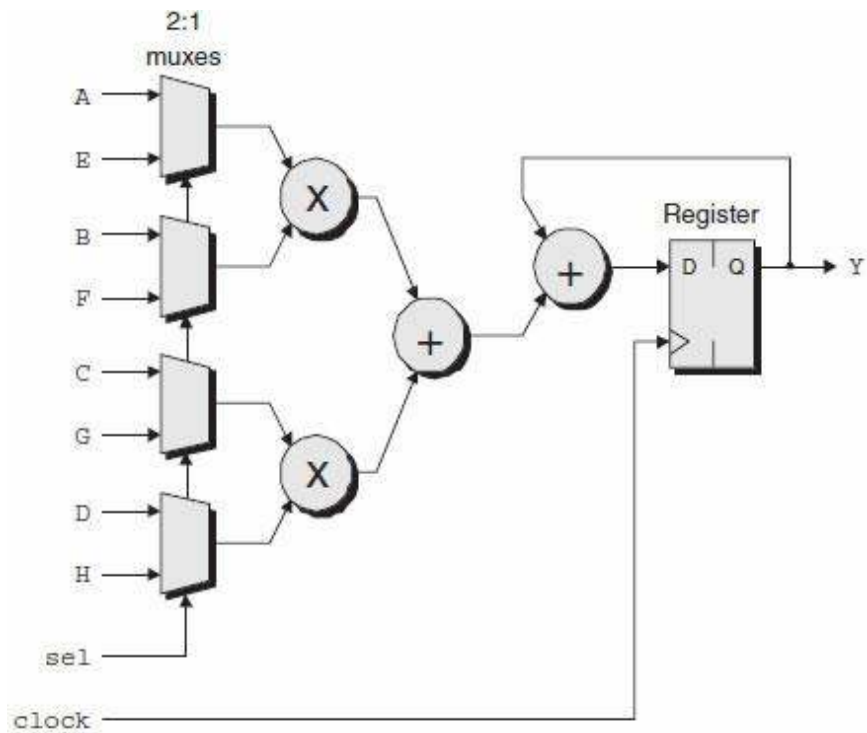 2:1
muxes
A
E
B
F
C
G
D
H
sel
clock
X
X
+
+
Register
D Q
Y